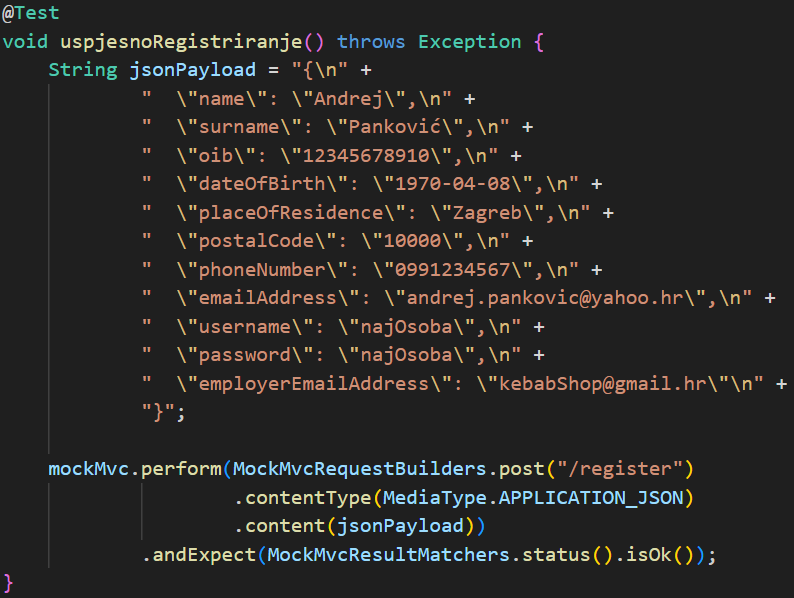 @Test
void uspjesnoRegistriranje() throws Exception {
    String jsonPayload = "{\n" +
            "  \"name\": \"Andrej\",\n" +
            "  \"surname\": \"Panković\",\n" +
            "  \"oib\": \"12345678910\",\n" +
            "  \"dateOfBirth\": \"1970-04-08\",\n" +
            "  \"placeOfResidence\": \"Zagreb\",\n" +
            "  \"postalCode\": \"10000\",\n" +
            "  \"phoneNumber\": \"0991234567\",\n" +
            "  \"emailAddress\": \"andrej.pankovic@yahoo.hr\",\n" +
            "  \"username\": \"najOsoba\",\n" +
            "  \"password\": \"najOsoba\",\n" +
            "  \"employerEmailAddress\": \"kebabShop@gmail.hr\"\n" +
            "}";

    mockMvc.perform(MockMvcRequestBuilders.post("/register")
                    .contentType(MediaType.APPLICATION_JSON)
                    .content(jsonPayload))
            .andExpect(MockMvcResultMatchers.status().isOk());
}